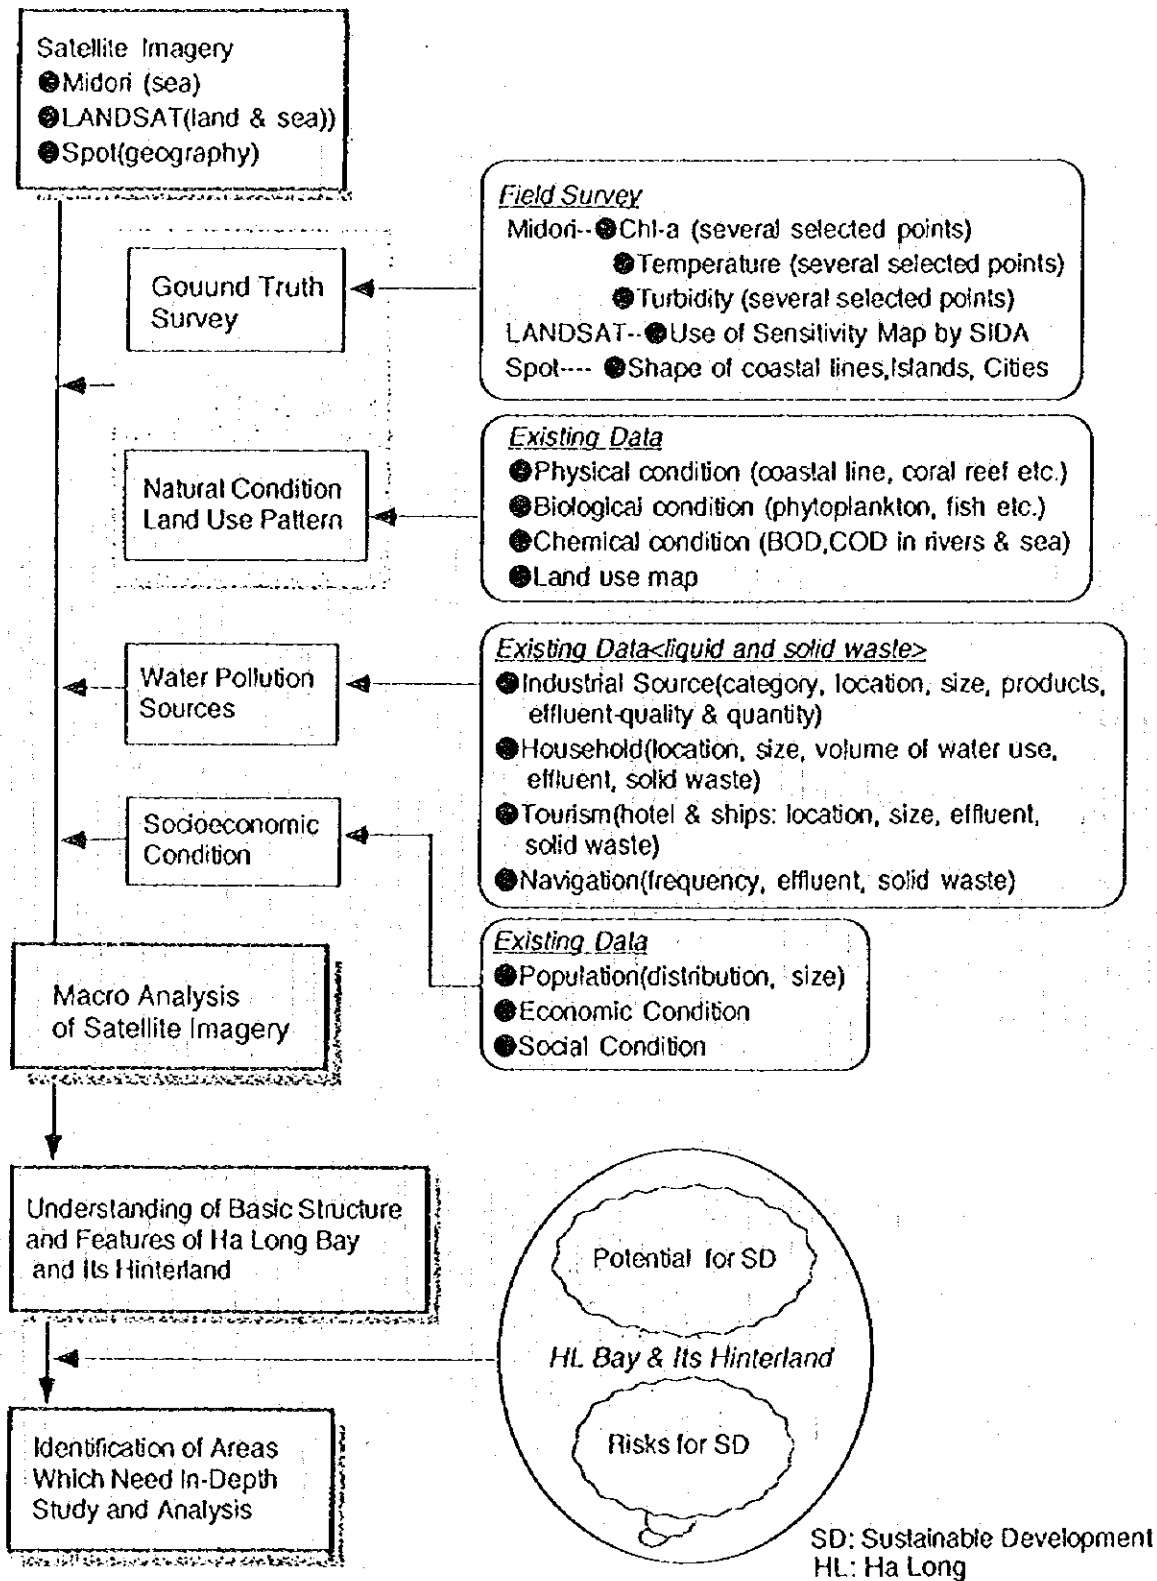 Satellite Imagery
●Midori (sea)
●LANDSAT(land & sea))
●Spot(geography)
Field Survey
Midori--●Chl-a (several selected points)
●Temperature (several selected points)
●Turbidity (several selected points)
LANDSAT--●Use of Sensitivity Map by SIDA
Spot---- ●Shape of coastal lines,Islands, Cities
Gouund Truth
Survey
Existing Data
●Physical condition (coastal line, coral reef etc.)
●Biological condition (phytoplankton, fish etc.)
●Chemical condition (BOD,COD in rivers & sea)
●Land use map
Natural Condition
Land Use Pattern
Existing Data<liquid and solid waste>
●Industrial Source(category, location, size, products,
effluent-quality & quantity)
●Household(location, size, volume of water use,
effluent, solid waste)
●Tourism(hotel & ships: location, size, effluent,
solid waste)
●Navigation(frequency, effluent, solid waste)
Water Pollution
Sources
Socioeconomic
Condition
Existing Data
●Population(distribution, size)
●Economic Condition
●Social Condition
Macro Analysis
of Satellite Imagery
Understanding of Basic Structure
and Features of Ha Long Bay
and Its Hinterland
Potential for SD
HL Bay & Its Hinterland
Risks for SD
Identification of Areas
Which Need In-Depth
Study and Analysis
SD: Sustainable Development
HL: Ha Long